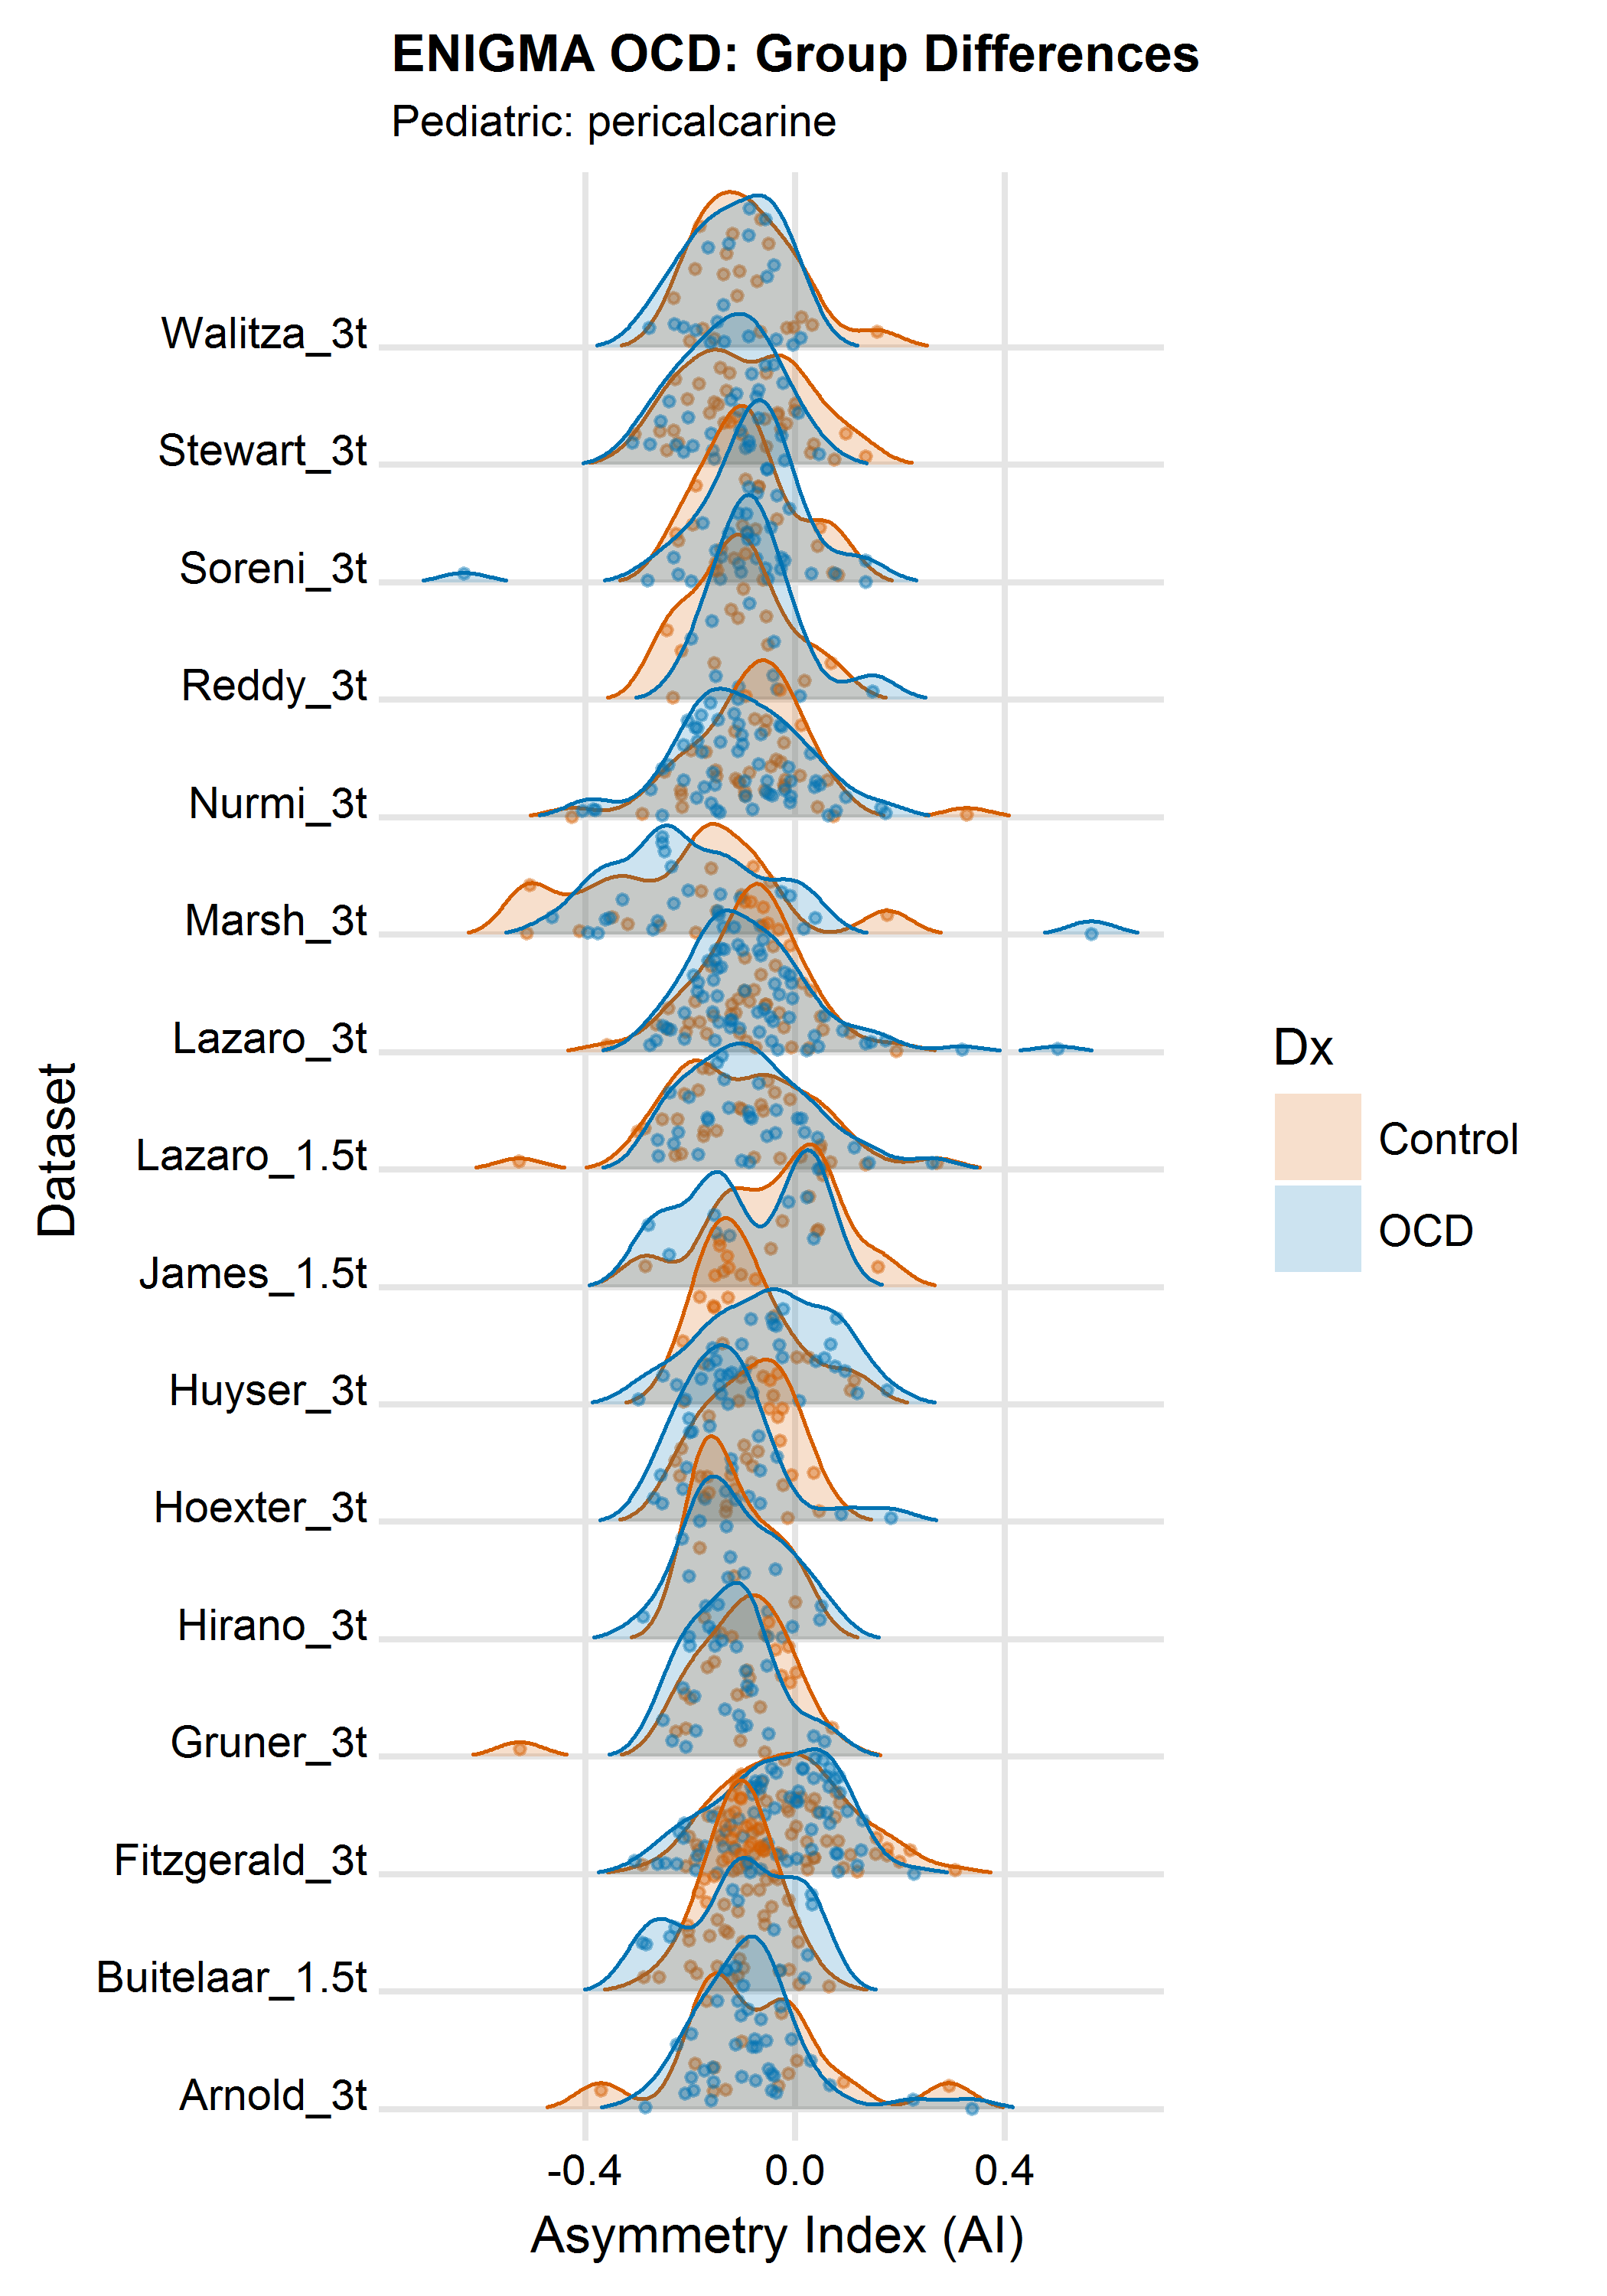 ENIGMA OCD: Group Differences
Pediatric: pericalcarine
Walitza_3t
Stewart_3t
Soreni_3t
Reddy_3t
Nurmi_3t
Marsh_3t
Lazaro_3t
Lazaro_1.5t
James_1.5t
Huyser_3t
Hoexter_3t
Hirano_3t
Gruner_3t
Fitzgerald_3t
Buitelaar_1.5t
Arnold_3t
Dataset
-0.4 0.0 0.4
Asymmetry Index (AI)
Dx
Control
OCD